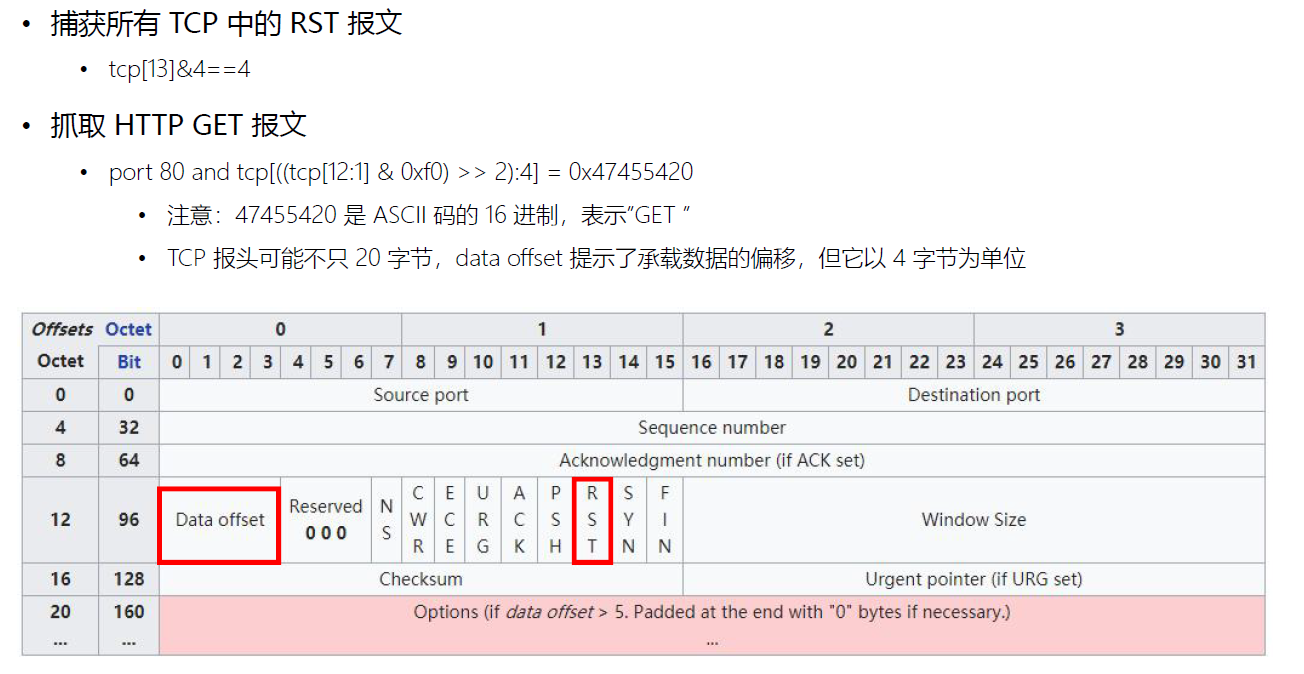 • 捕获所有 TCP 中的 RST 报文
• tcp[13]&4==4
• 抓取 HTTP GET 报文
• port 80 and tcp[((tcp[12:1] & 0xf0) >> 2):4] = 0x47455420
• 注意：47455420 是 ASCII 码的 16 进制，表示“GET ”
• TCP 报头可能不只 20 字节，data offset 提示了承载数据的偏移，但它以 4 字节为单位
Offsets Octet 0 1 2 3
Octet Bit 0 1 2 3 4 5 6 7 8 9 10 11 12 13 14 15 16 17 18 19 20 21 22 23 24 25 26 27 28 29 30 31
0 0 Source port Destination port
4 32 Sequence number
8 64 Acknowledgment number (if ACK set)
12 96 Data offset Reserved 0 0 0 NS CWR ECE URG ACK PSH RST SYN FIN Window Size
16 128 Checksum Urgent pointer (if URG set)
20 160 Options (if data offset > 5. Padded at the end with "0" bytes if necessary.)
... ... ...